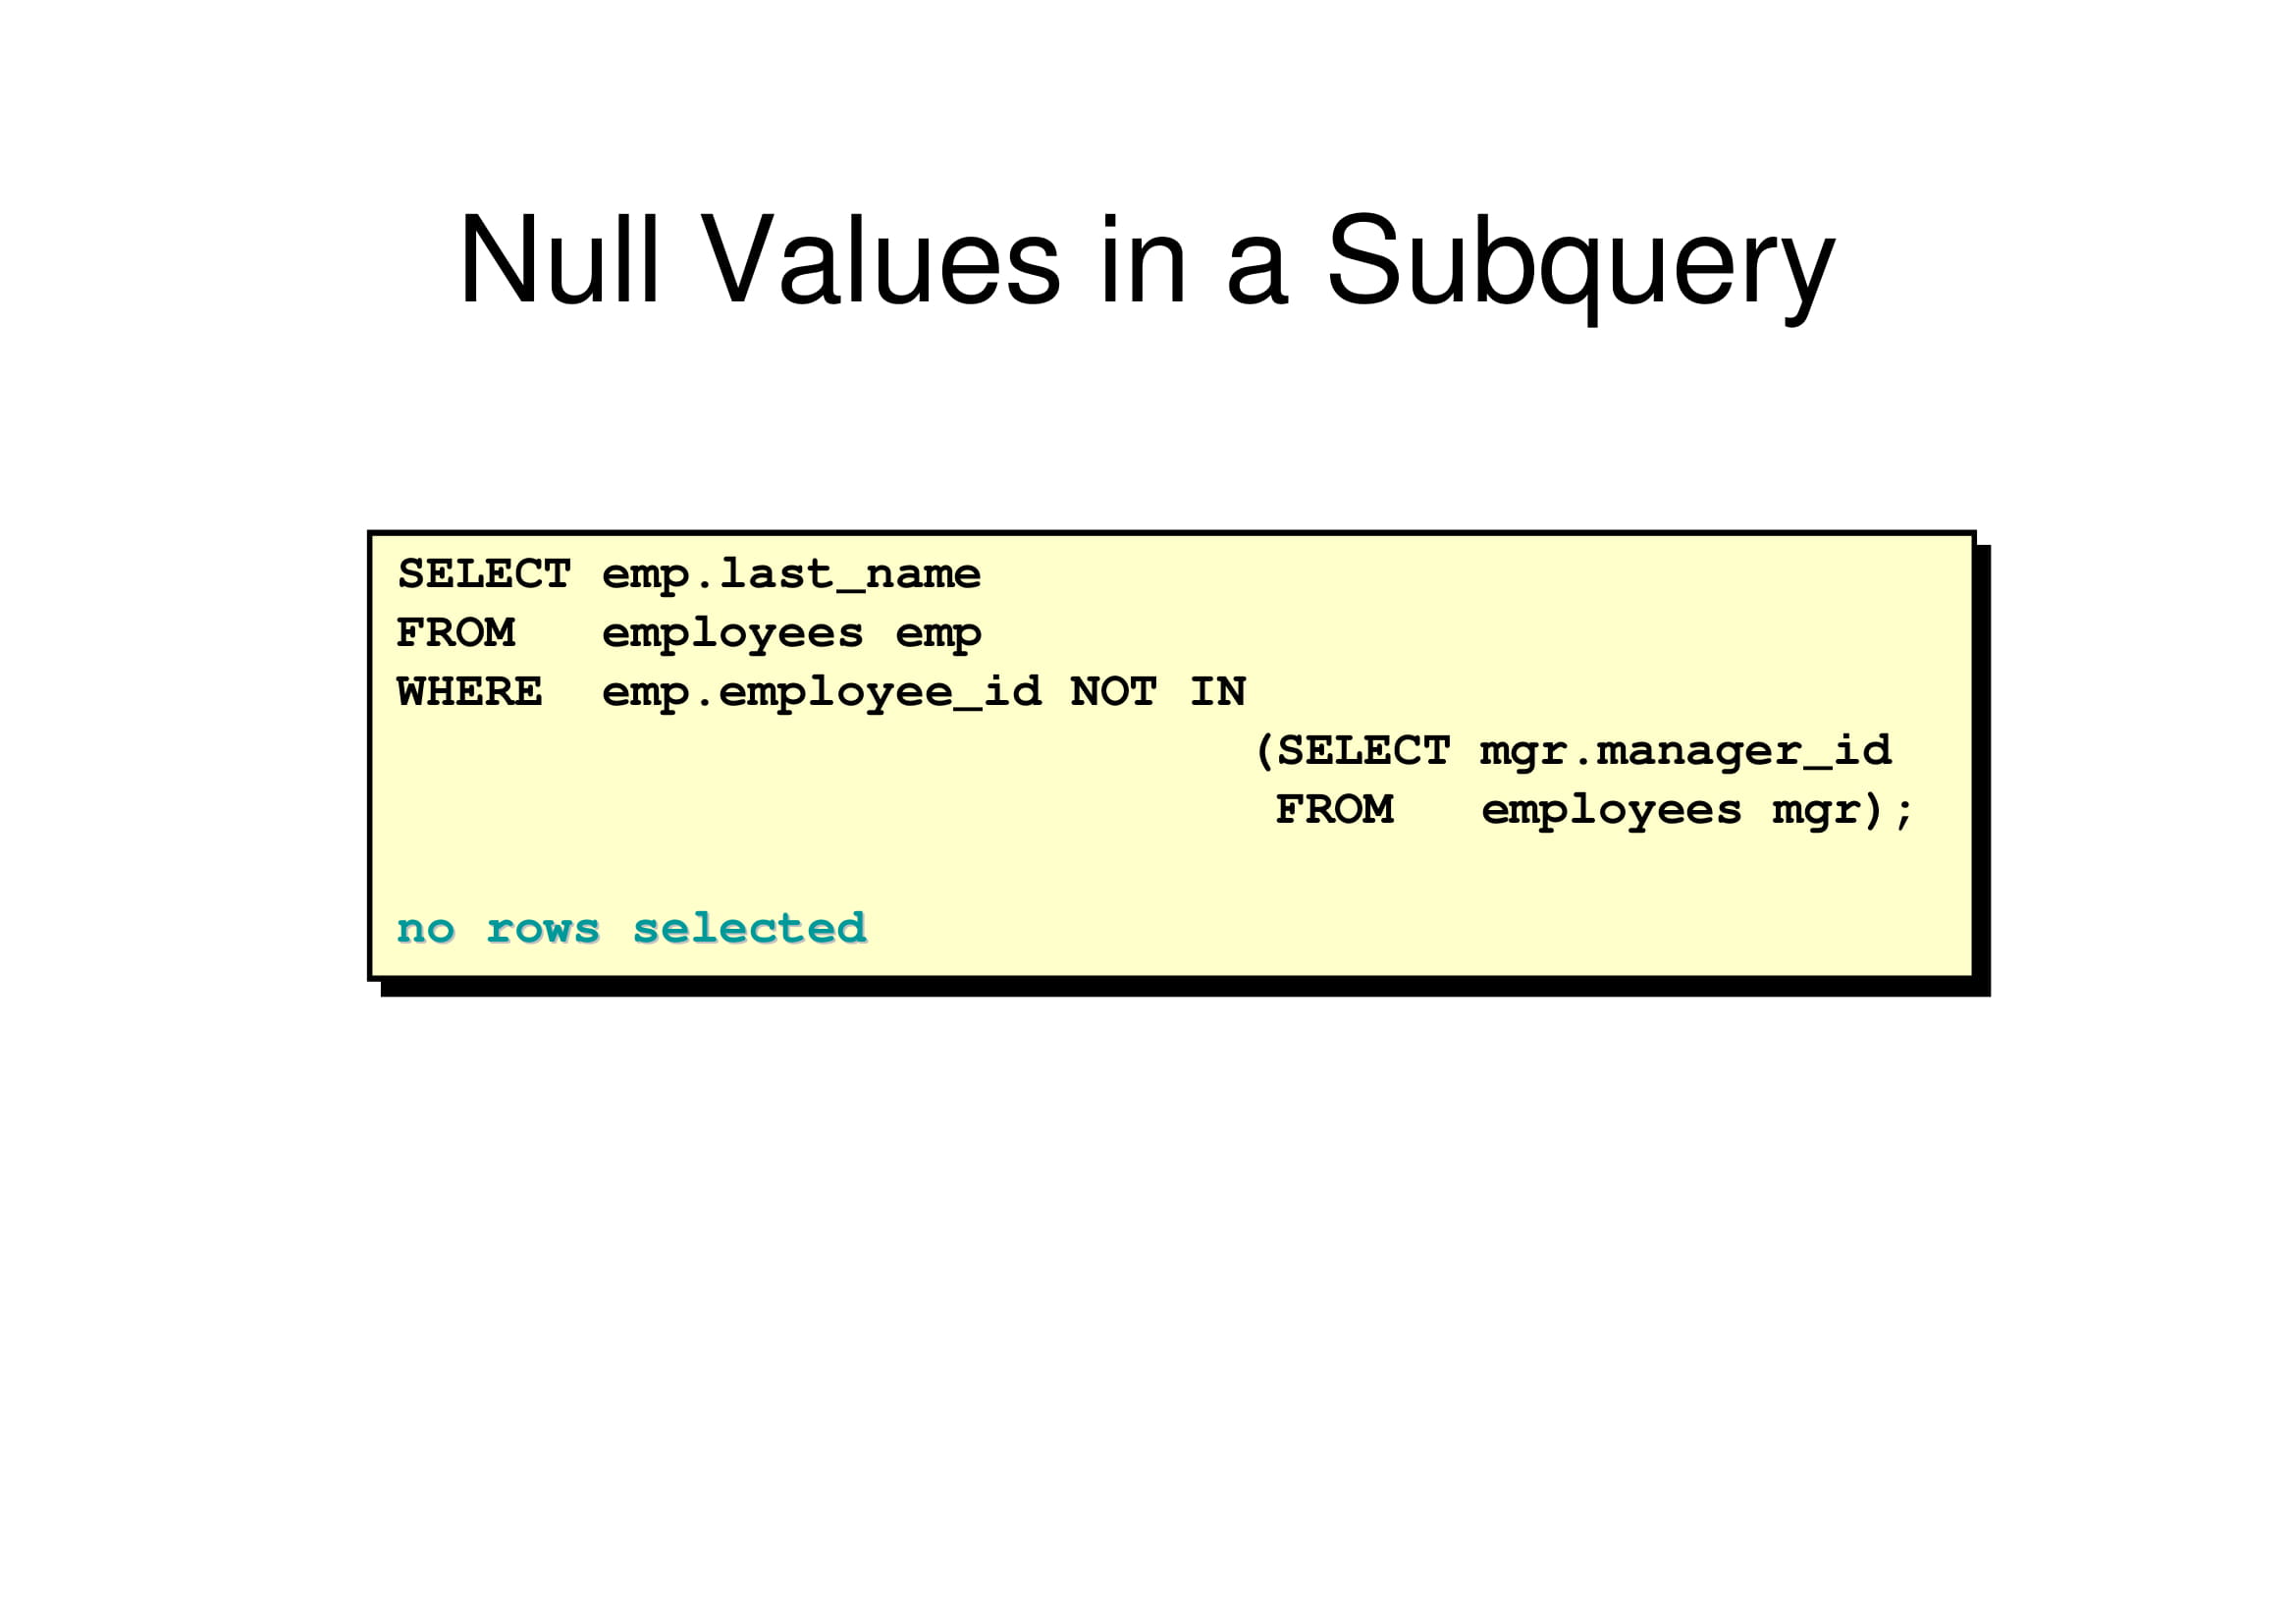 Null Values in a Subquery
SELECT emp.last_name
FROM   employees emp
WHERE  emp.employee_id NOT IN
(SELECT mgr.manager_id
FROM   employees mgr);
no rows selected